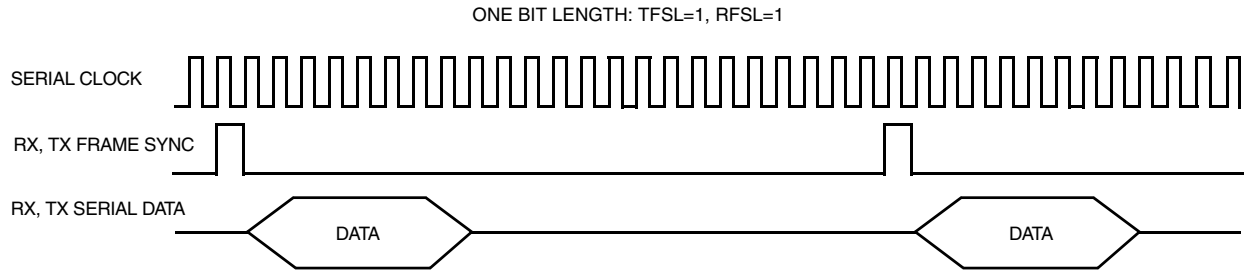 ONE BIT LENGTH: TFSL=1, RFSL=1
SERIAL CLOCK
RX, TX FRAME SYNC
RX, TX SERIAL DATA
DATA
DATA